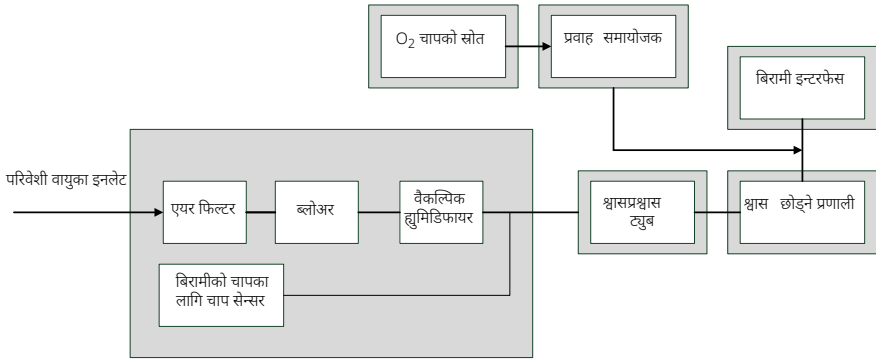 O2 चापको स्रोत
प्रवाह समायोजक
बिरामी इन्टरफेस
परिवेशी वायुका इनलेट
एयर फिल्टर
ब्लोअर
वैकल्पिक
ह्युमिडिफायर
श्वासप्रश्वास
ट्युब
श्वास छोड्ने प्रणाली
बिरामीको चापका
लागि चाप सेन्सर